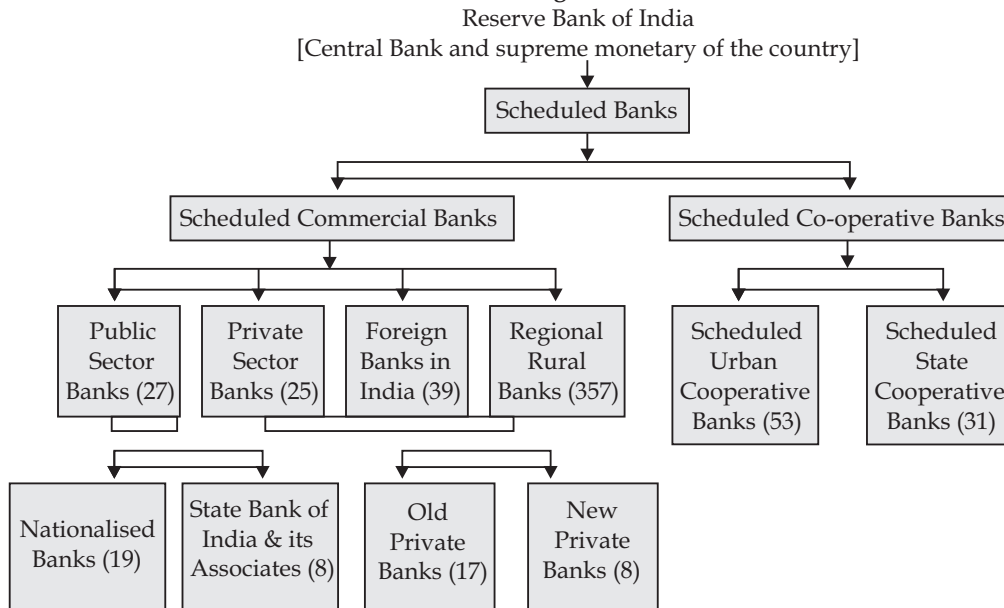 Reserve Bank of India
[Central Bank and supreme monetary of the country]
Scheduled Banks
Scheduled Commercial Banks
Scheduled Co-operative Banks
Public
Sector
Banks (27)
Private
Sector
Banks (25)
Foreign
Banks in
India (39)
Regional
Rural
Banks (357)
Scheduled
Urban
Cooperative
Banks (53)
Scheduled
State
Cooperative
Banks (31)
Nationalised
Banks (19)
State Bank of
India & its
Associates (8)
Old
Private
Banks (17)
New
Private
Banks (8)